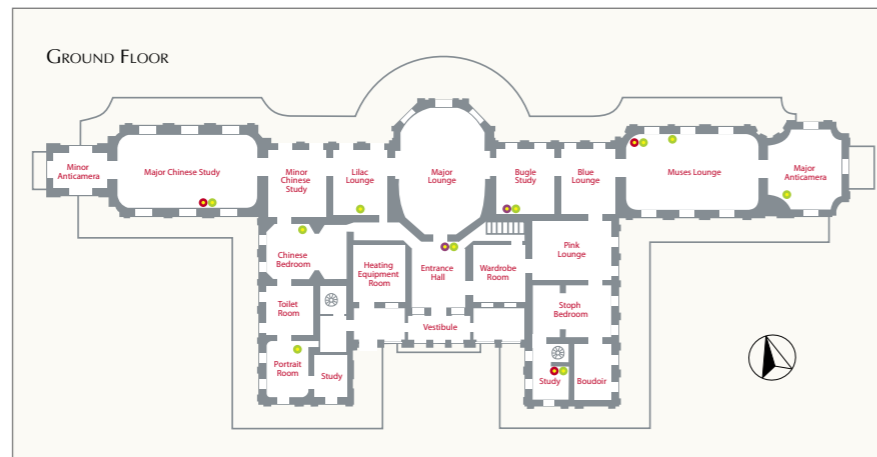 GROUND FLOOR
Minor
Anticamera
Major Chinese Study
Minor
Chinese
Study
Lilac
Lounge
Major
Lounge
Bugle
Study
Blue
Lounge
Muses Lounge
Major
Anticamera
Chinese
Bedroom
Heating
Equipment
Room
Entrance
Hall
Wardrobe
Room
Pink
Lounge
Toilet
Room
Stoph
Bedroom
Vestibule
Portrait
Room
Study
Study
Boudoir